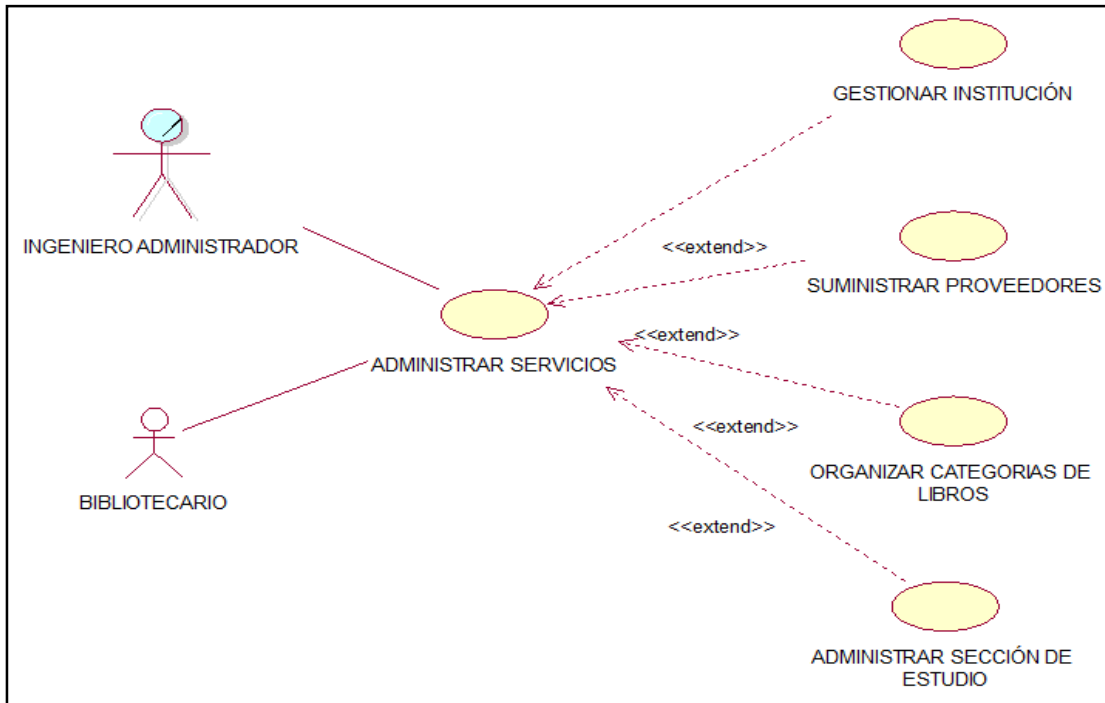 GESTIONAR INSTITUCIÓN
INGENIERO ADMINISTRADOR
<<extend>>
SUMINISTRAR PROVEEDORES
<<extend>>
ADMINISTRAR SERVICIOS
<<extend>>
ORGANIZAR CATEGORIAS DE
LIBROS
BIBLIOTECARIO
<<extend>>
ADMINISTRAR SECCIÓN DE
ESTUDIO